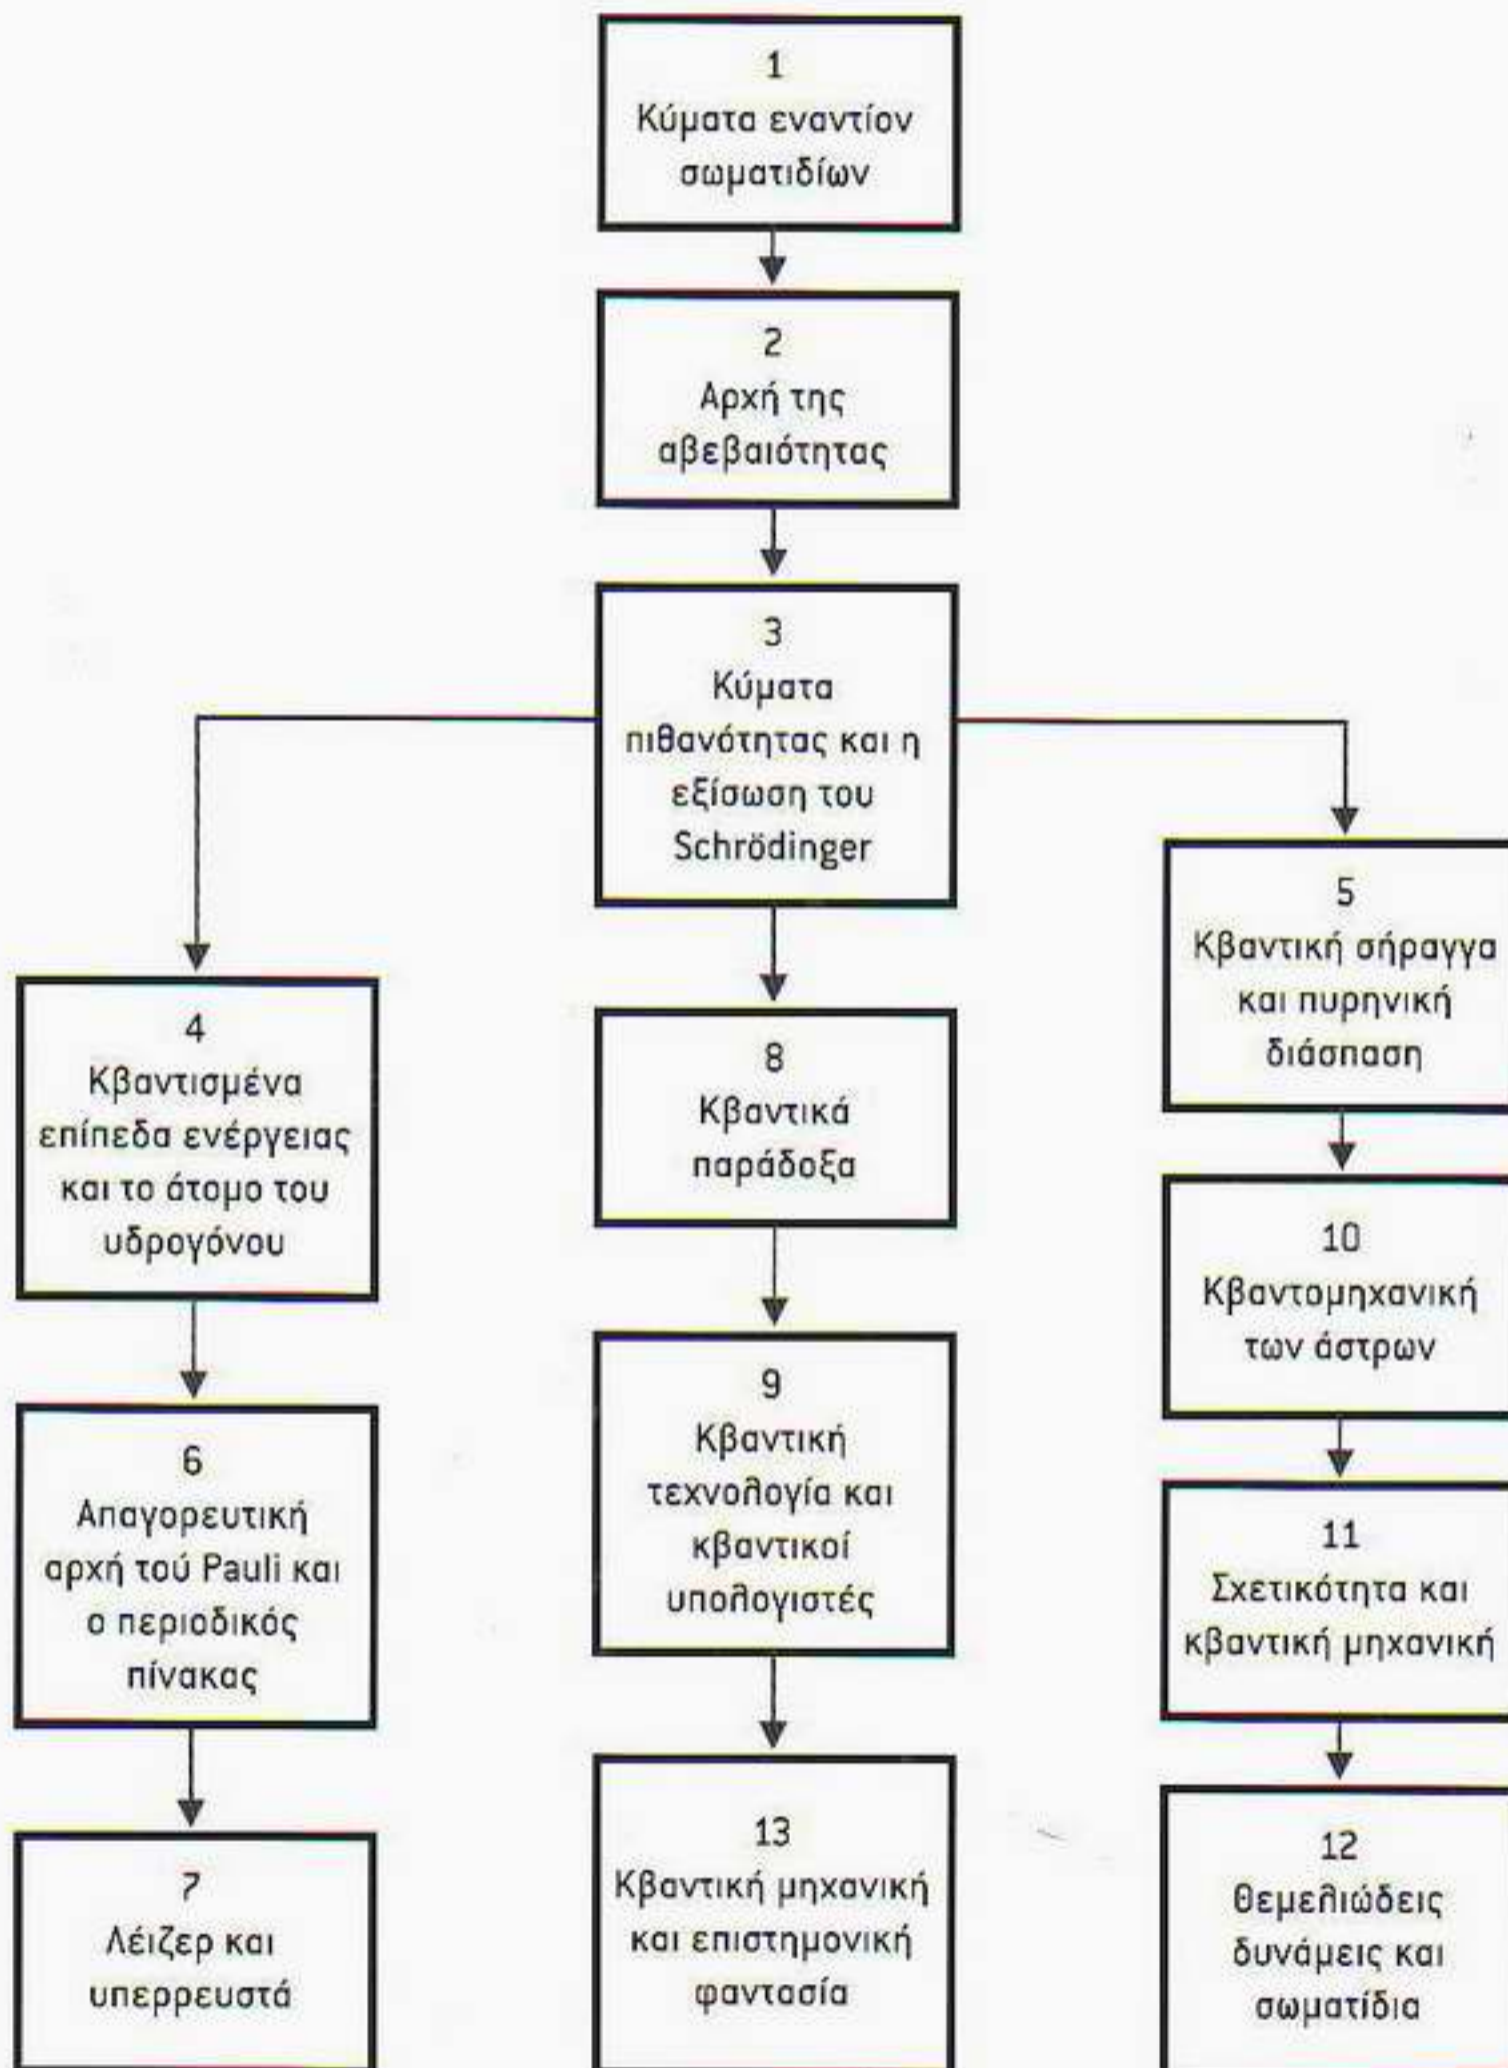 1
Κύματα εναντίον
σωματιδίων
2
Αρχή της
αβεβαιότητας
3
Κύματα
πιθανότητας και η
εξίσωση του
Schrödinger
4
Κβαντισμένα
επίπεδα ενέργειας
και το άτομο του
υδρογόνου
5
Κβαντική σήραγγα
και πυρηνική
διάσπαση
6
Απαγορευτική
αρχή τού Pauli και
ο περιοδικός
πίνακας
7
Λέιζερ και
υπερρευστά
8
Κβαντικά
παράδοξα
9
Κβαντική
τεχνολογία και
κβαντικοί
υπολογιστές
10
Κβαντομηχανική
των άστρων
11
Σχετικότητα και
κβαντική μηχανική
12
Θεμελιώδεις
δυνάμεις και
σωματίδια
13
Κβαντική μηχανική
και επιστημονική
φαντασία